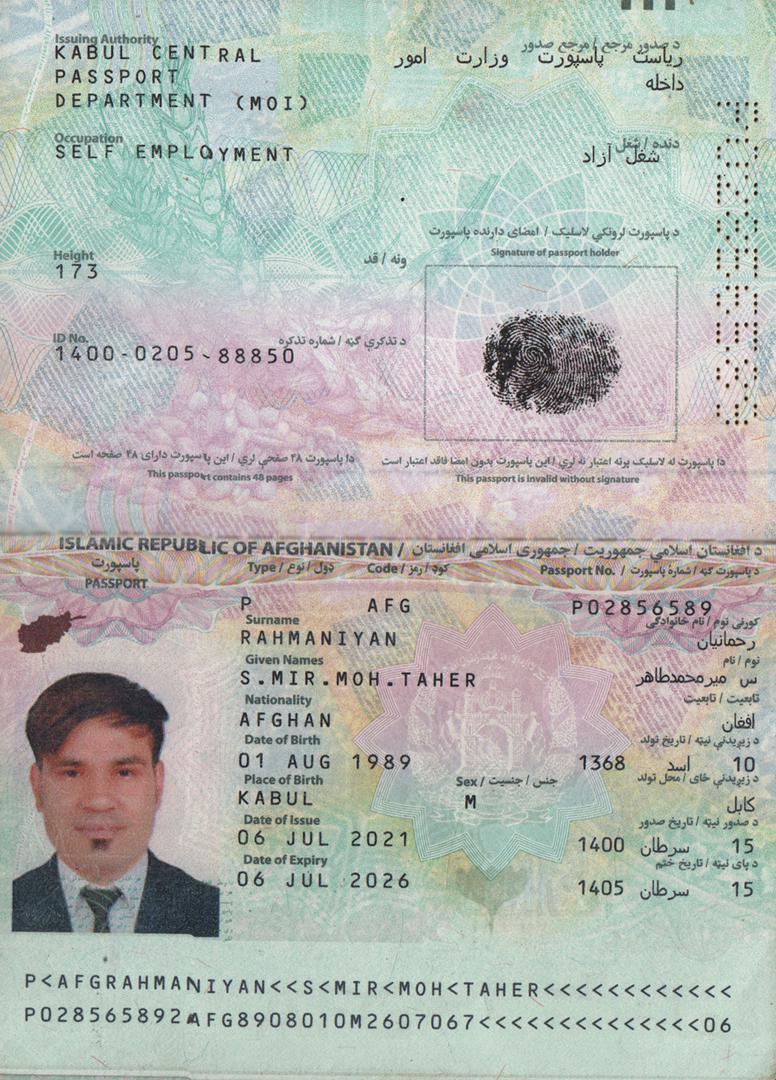 Issuing Authority
د صدور مرجع / مرجع صدور
KABUL CENTRAL
PASSPORT
DEPARTMENT (MOI)
ریاست پاسپورت وزارت امور
داخله
Occupation
دنده / شغل
SELF EMPLOYMENT
شغل آزاد
د پاسپورت لرونکي لاسلیک / امضای دارنده پاسپورت
Signature of passport holder
Height
ونه / قد
173
ID No.
د تذکرې ګڼه / شماره تذکره
1400-0205-88850
دا پاسپورت ۴۸ صفحې لري / این پاسپورت دارای ۴۸ صفحه است
This passport contains 48 pages
دا پاسپورت له لاسلیک پرته اعتبار نه لري / این پاسپورت بدون امضا فاقد اعتبار است
This passport is invalid without signature
ISLAMIC REPUBLIC OF AFGHANISTAN / د افغانستان اسلامي جمهوریت / جمهوری اسلامی افغانستان
پاسپورت
PASSPORT
Type / ډول / نوع
Code / کوډ / رمز
Passport No. / د پاسپورت ګڼه / شماره پاسپورت
P AFG P02856589
Surname
کورنی نوم / نام خانوادگی
RAHMANIYAN
رحمانیان
Given Names
نوم / نام
S.MIR.MOH.TAHER
س میرمحمدطاهر
Nationality
تابعیت / تابعیت
AFGHAN
افغان
Date of Birth
د زیږیدنې نیټه / تاریخ تولد
01 AUG 1989
10 اسد 1368
Place of Birth
Sex / جنس / جنسیت
د زیږیدنې ځای / محل تولد
KABUL
M
کابل
Date of Issue
د صدور نیټه / تاریخ صدور
06 JUL 2021
15 سرطان 1400
Date of Expiry
د پای نیټه / تاریخ ختم
06 JUL 2026
15 سرطان 1405
P<AFGRAHMANIYAN<<S<MIR<MOH<TAHER<<<<<<<<<<<<
P028565892AFG8908010M2607067<<<<<<<<<<<<<<06